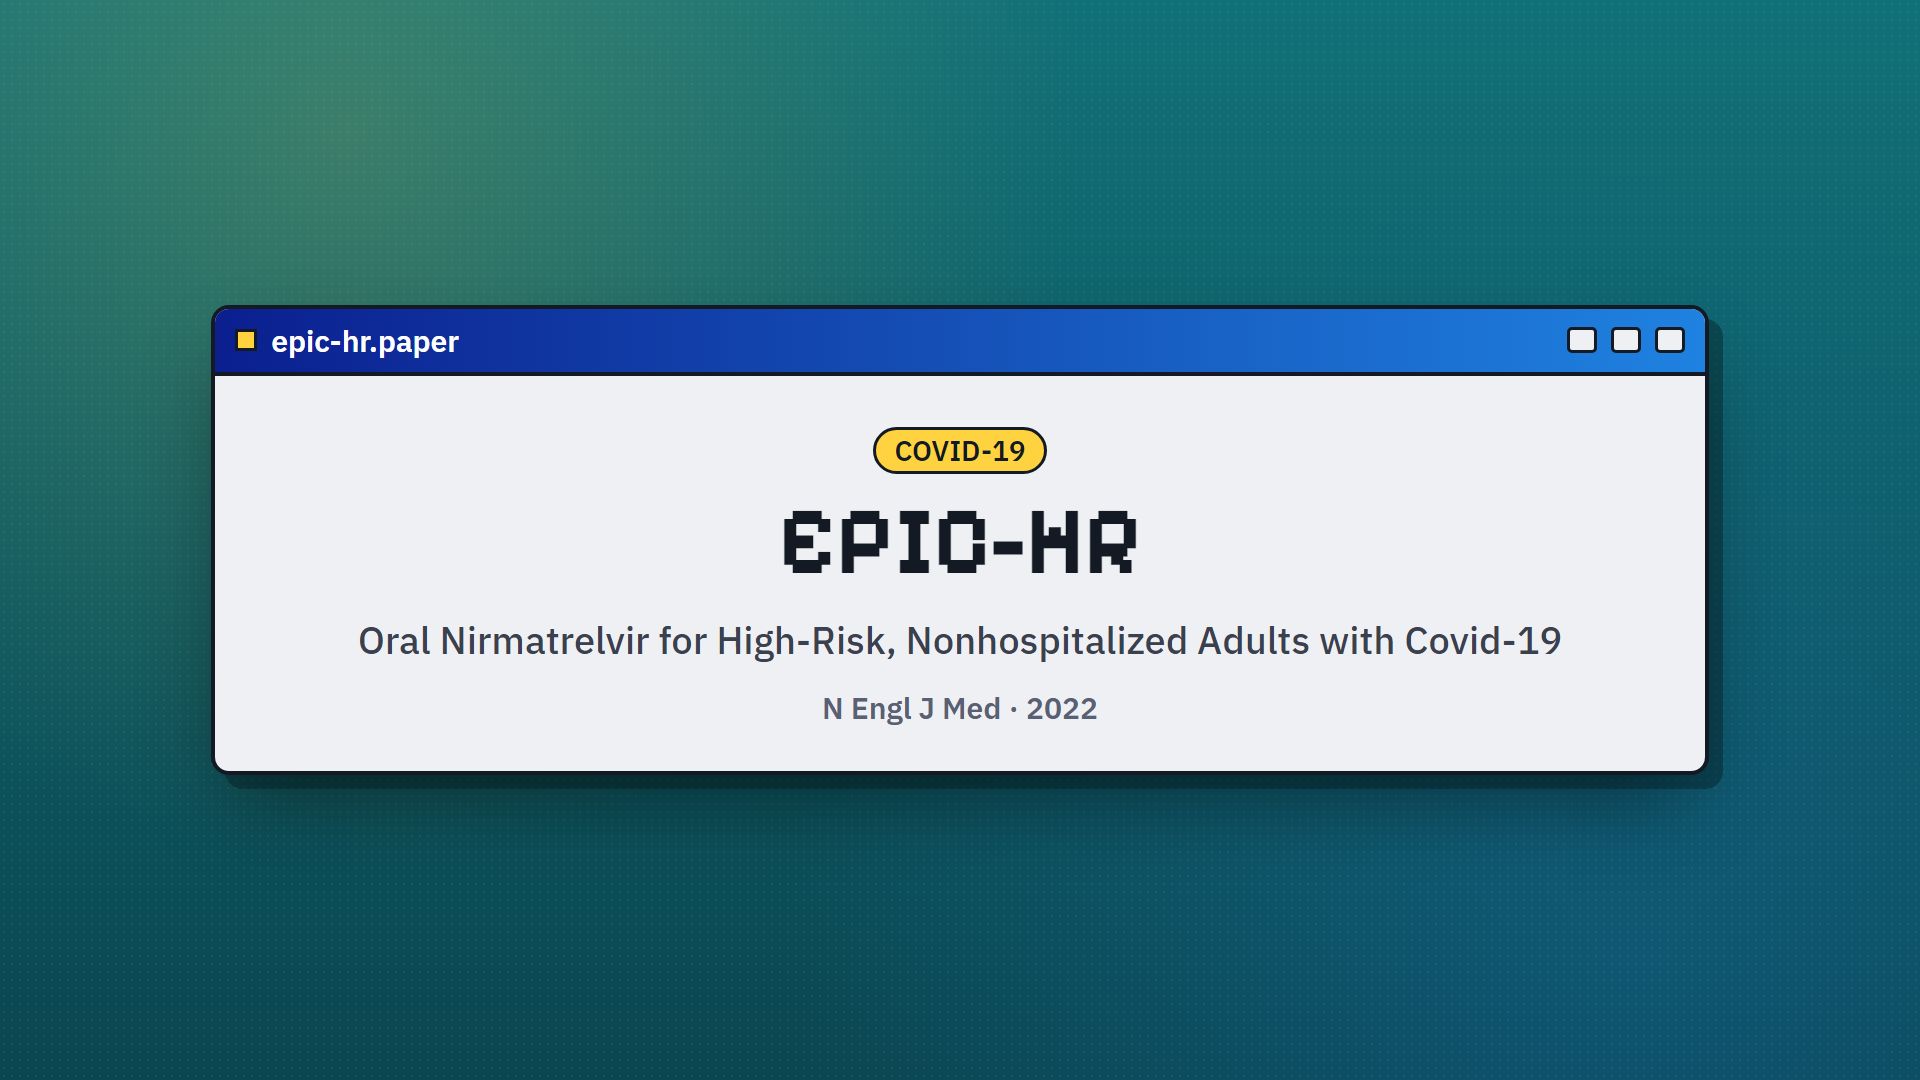 epic-hr.paper
COVID-19
EPIC-HR
Oral Nirmatrelvir for High-Risk, Nonhospitalized Adults with Covid-19
N Engl J Med · 2022